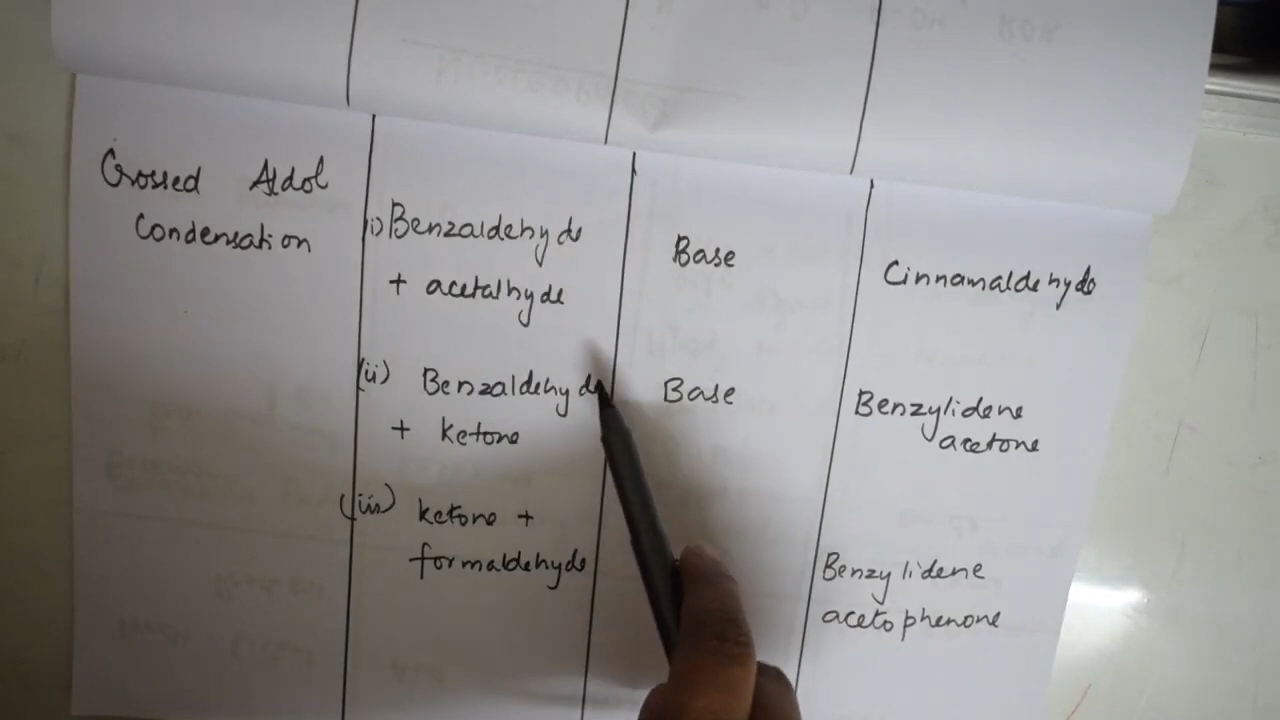 Crossed Aldol
Condensation
i) Benzaldehyde
+ acetalhyde
Base
Cinnamaldehyde
(ii) Benzaldehyde
+ ketone
Base
Benzylidene
acetone
(iii) ketone +
formaldehyde
Benzylidene
acetophenone